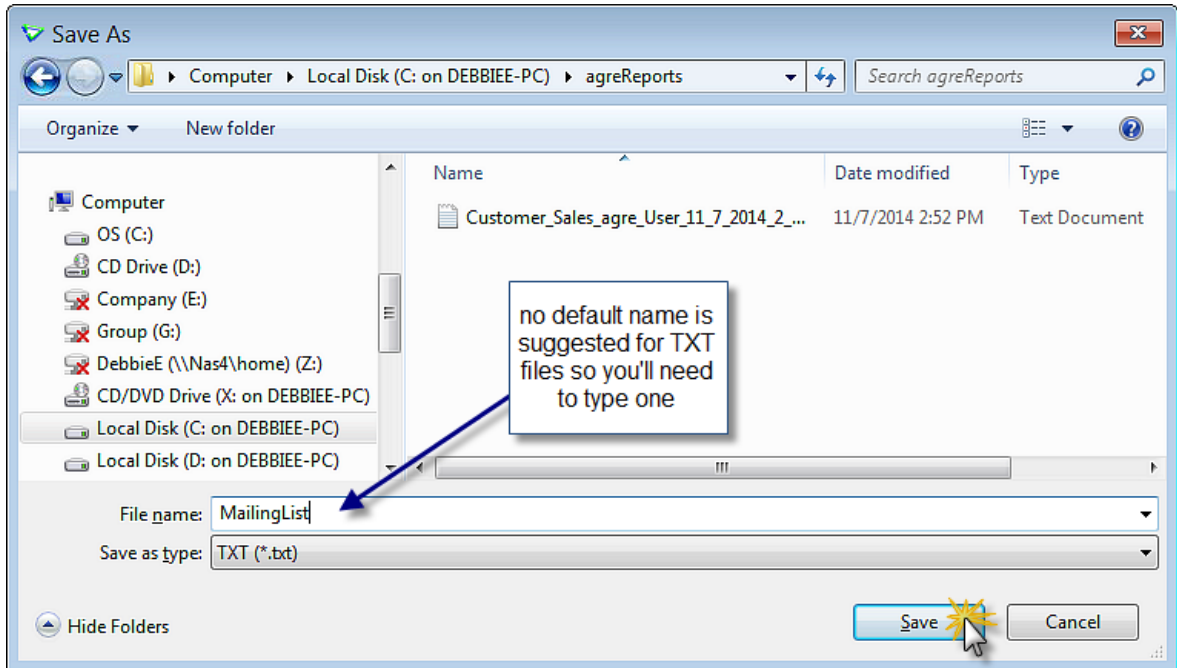 Save As
Computer Local Disk (C: on DEBBIEE-PC) agreReports
Search agreReports
Organize
New folder
Name
Date modified
Type
Computer
OS (C:)
CD Drive (D:)
Company (E:)
Group (G:)
DebbieE (\\Nas4\home) (Z:)
CD/DVD Drive (X: on DEBBIEE-PC)
Local Disk (C: on DEBBIEE-PC)
Local Disk (D: on DEBBIEE-PC)
Customer_Sales_agre_User_11_7_2014_2_... 11/7/2014 2:52 PM Text Document
no default name is
suggested for TXT
files so you'll need
to type one
File name: MailingList
Save as type: TXT (*.txt)
Hide Folders
Save
Cancel